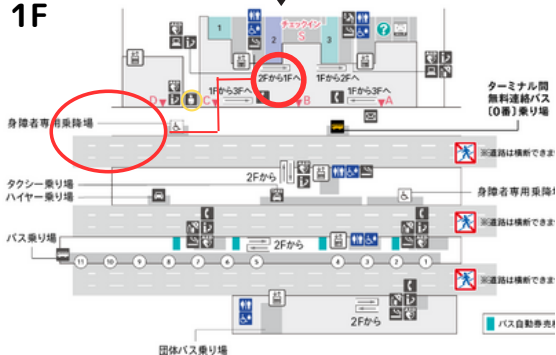 1F
チェックイン
S
1
2
3
?
2Fから1Fへ
1Fから2Fへ
1Fから3Fへ
1Fから3Fへ
D
C
B
A
身障者専用乗降場
ターミナル間
無料連絡バス
(0番)乗り場
※道路は横断できませ
タクシー乗り場
ハイヤー乗り場
2Fから
身障者専用乗降場
※道路は横断できませ
バス乗り場
2Fから
11
10
9
8
7
6
5
4
3
2
1
※道路は横断できませ
2Fから
バス自動券売
団体バス乗り場